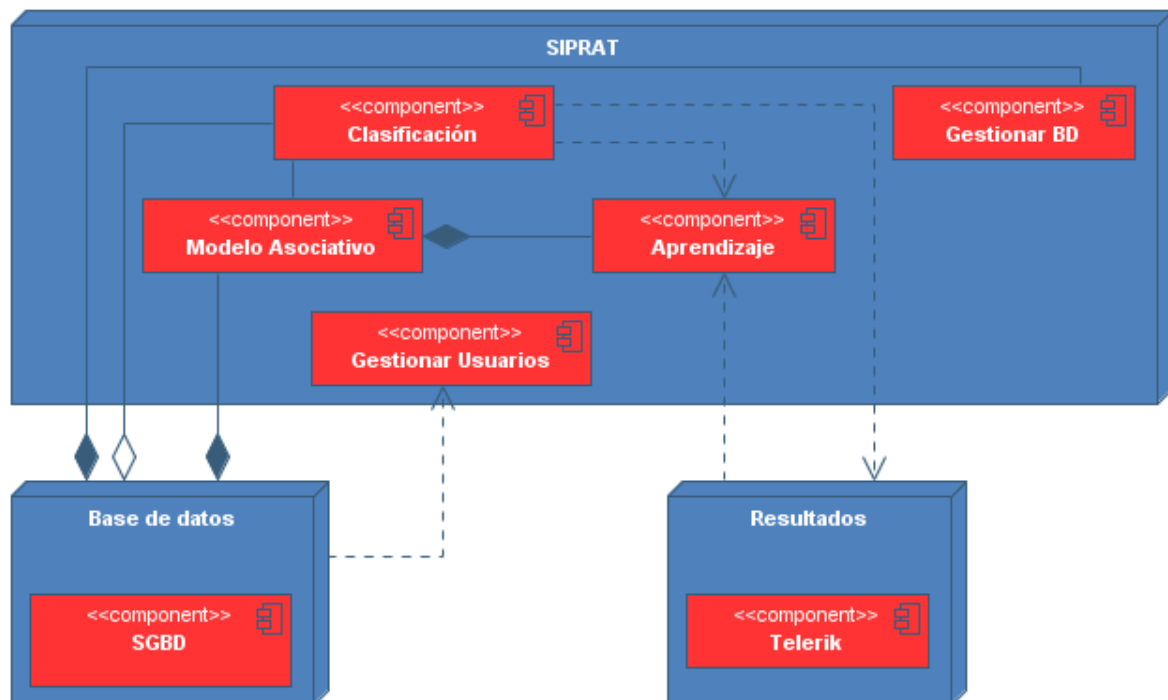 SIPRAT
<<component>>
Clasificación
<<component>>
Gestionar BD
<<component>>
Modelo Asociativo
<<component>>
Aprendizaje
<<component>>
Gestionar Usuarios
Base de datos
<<component>>
SGBD
Resultados
<<component>>
Telerik